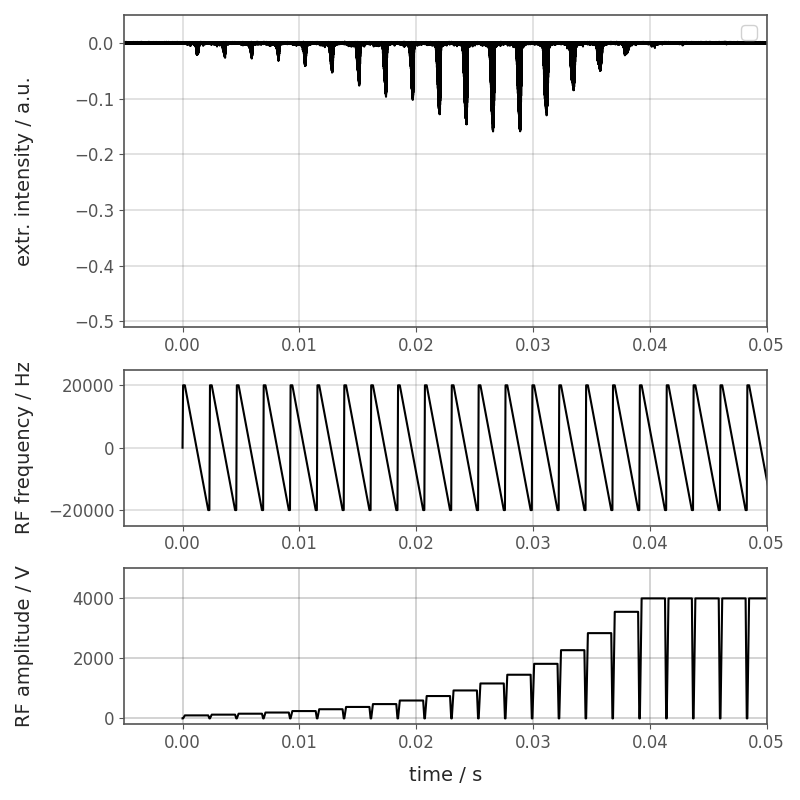 extr. intensity / a.u.
0.0
−0.1
−0.2
−0.3
−0.4
−0.5
0.00 0.01 0.02 0.03 0.04 0.05
RF frequency / Hz
20000
0
−20000
0.00 0.01 0.02 0.03 0.04 0.05
RF amplitude / V
4000
2000
0
0.00 0.01 0.02 0.03 0.04 0.05
time / s